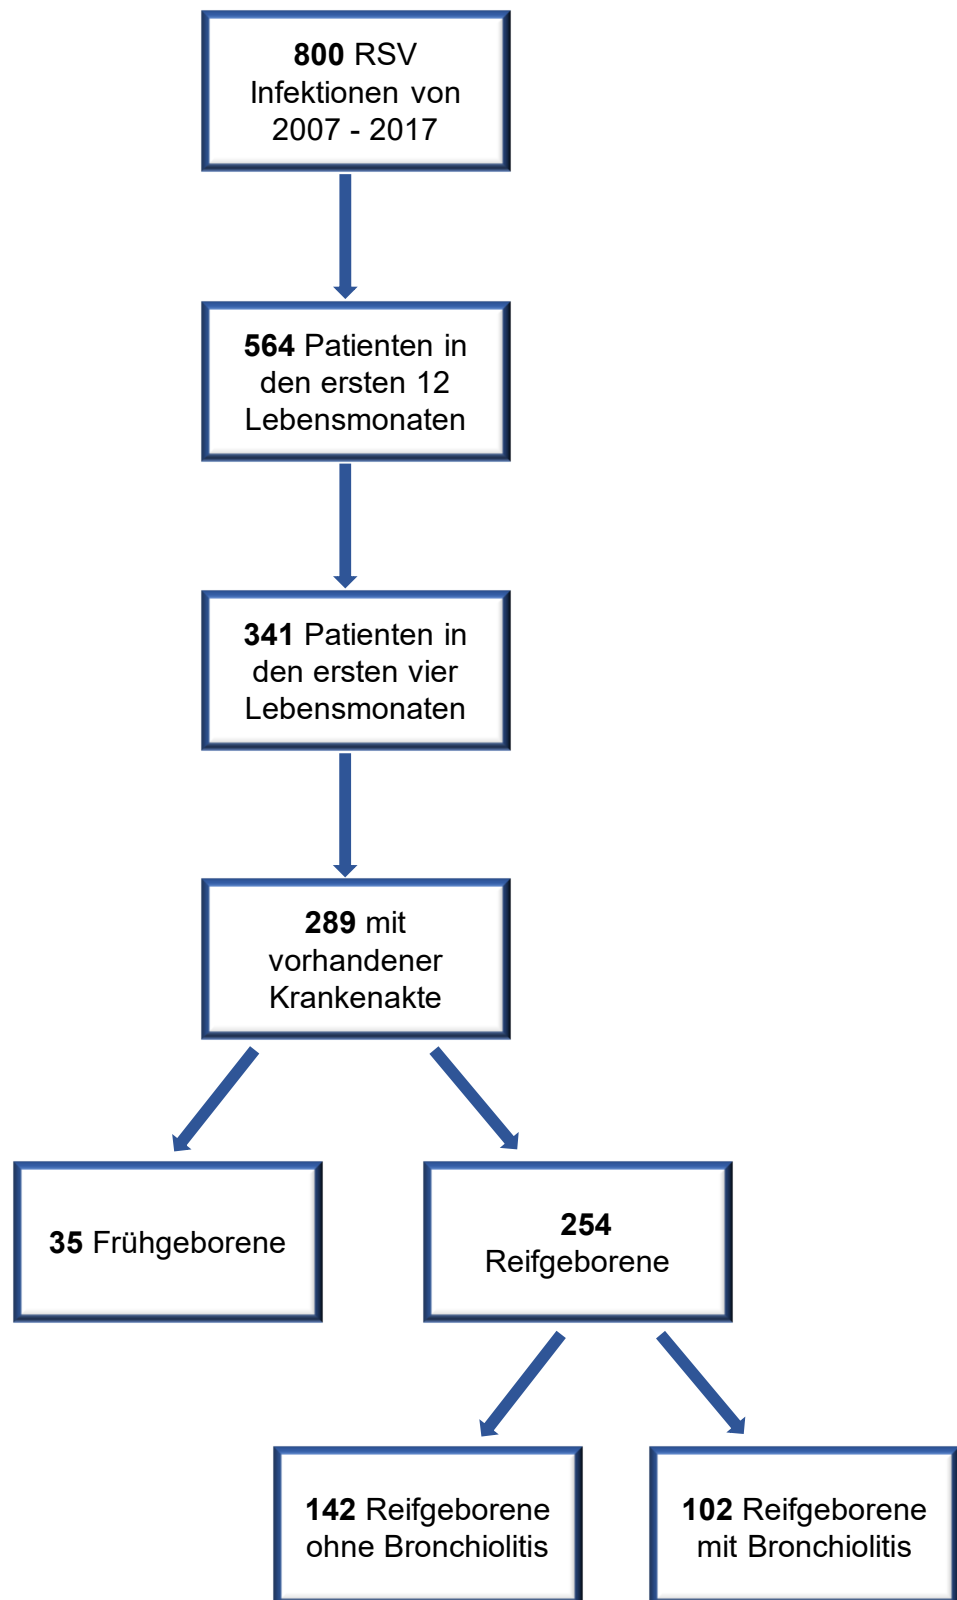 800 RSV
Infektionen von
2007 - 2017
564 Patienten in
den ersten 12
Lebensmonaten
341 Patienten in
den ersten vier
Lebensmonaten
289 mit
vorhandener
Krankenakte
35 Frühgeborene
254
Reifgeborene
142 Reifgeborene
ohne Bronchiolitis
102 Reifgeborene
mit Bronchiolitis